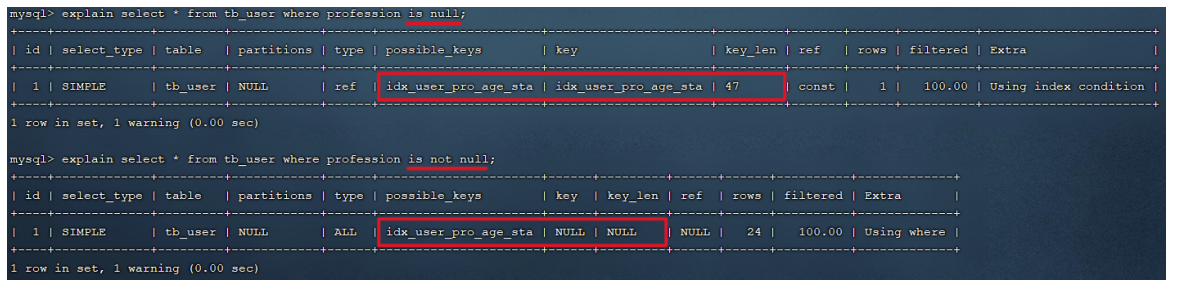 mysql> explain select * from tb_user where profession is null;
+----+-------------+---------+------------+------+----------------------+----------------------+---------+-------+------+----------+-----------------------+
| id | select_type | table   | partitions | type | possible_keys        | key                  | key_len | ref   | rows | filtered | Extra                 |
+----+-------------+---------+------------+------+----------------------+----------------------+---------+-------+------+----------+-----------------------+
|  1 | SIMPLE      | tb_user | NULL       | ref  | idx_user_pro_age_sta | idx_user_pro_age_sta | 47      | const |    1 |   100.00 | Using index condition |
+----+-------------+---------+------------+------+----------------------+----------------------+---------+-------+------+----------+-----------------------+
1 row in set, 1 warning (0.00 sec)
mysql> explain select * from tb_user where profession is not null;
+----+-------------+---------+------------+------+----------------------+------+---------+------+------+----------+-------------+
| id | select_type | table   | partitions | type | possible_keys        | key  | key_len | ref  | rows | filtered | Extra       |
+----+-------------+---------+------------+------+----------------------+------+---------+------+------+----------+-------------+
|  1 | SIMPLE      | tb_user | NULL       | ALL  | idx_user_pro_age_sta | NULL | NULL    | NULL |   24 |   100.00 | Using where |
+----+-------------+---------+------------+------+----------------------+------+---------+------+------+----------+-------------+
1 row in set, 1 warning (0.00 sec)